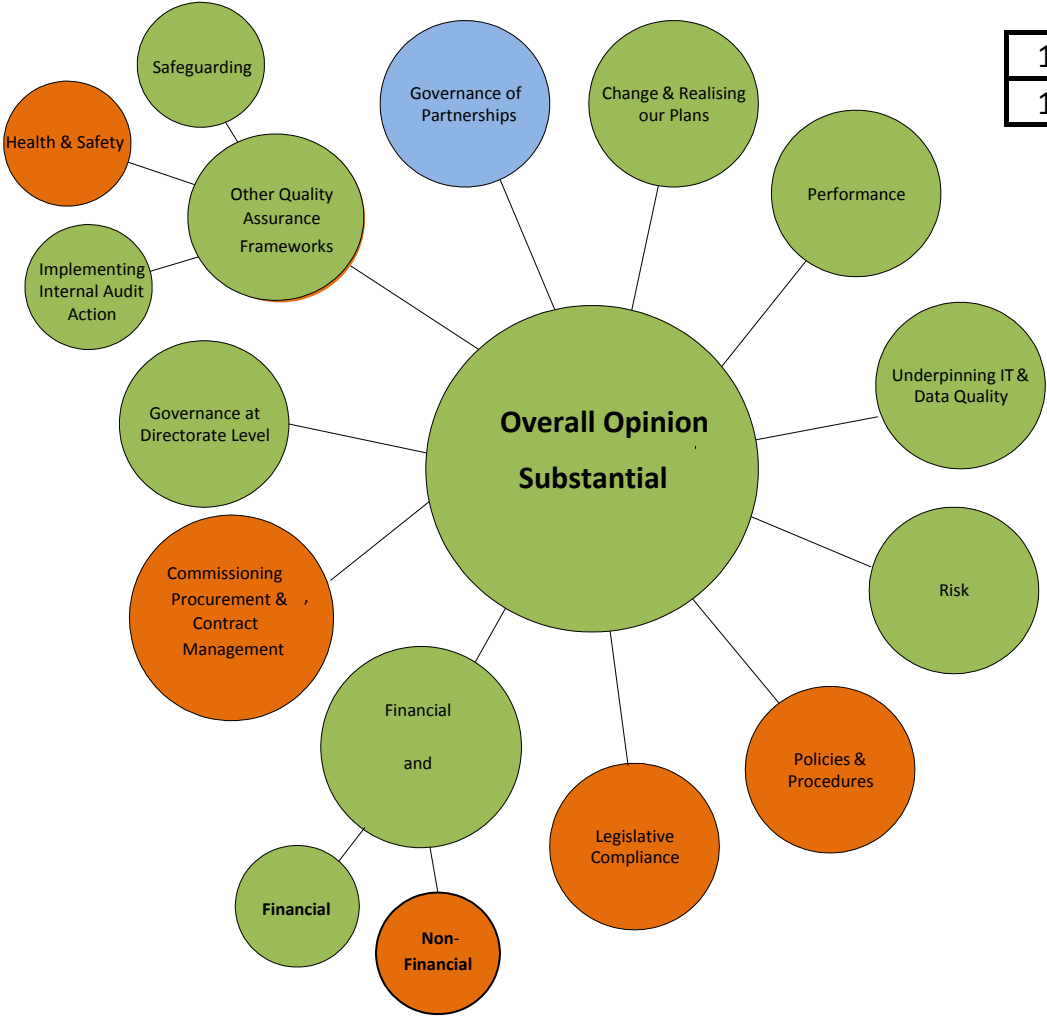 Safeguarding
Health & Safety
Other Quality
Assurance
Frameworks
Implementing
Internal Audit
Action
Governance of
Partnerships
Change & Realising
our Plans
Performance
1
1
Underpinning IT &
Data Quality
Governance at
Directorate Level
Overall Opinion
Substantial
Risk
Commissioning
Procurement & ,
Contract
Management
Financial
and
Policies &
Procedures
Legislative
Compliance
Financial
Non-
Financial